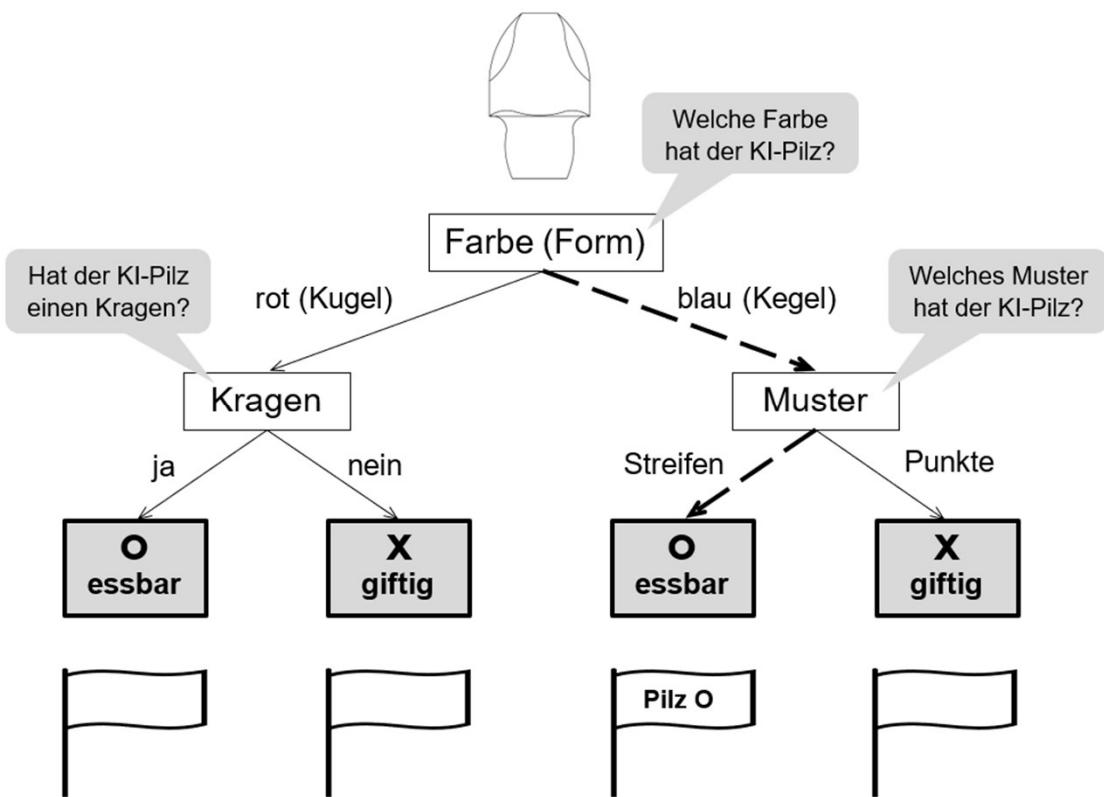 Welche Farbe
hat der KI-Pilz?
Farbe (Form)
Hat der KI-Pilz
einen Kragen?
rot (Kugel)
blau (Kegel)
Welches Muster
hat der KI-Pilz?
Kragen
Muster
ja
nein
Streifen
Punkte
O
essbar
X
giftig
O
essbar
X
giftig
Pilz O